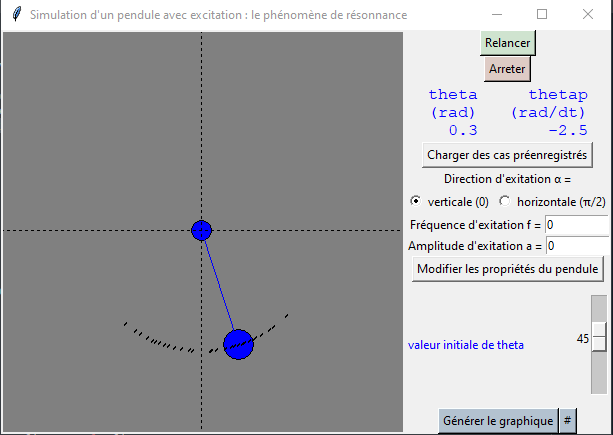 Simulation d'un pendule avec excitation : le phénomène de résonnance
Relancer
Arreter
theta thetap
(rad) (rad/dt)
0.3 -2.5
Charger des cas préenregistrés
Direction d'exitation α =
verticale (0) horizontale (π/2)
Fréquence d'exitation f = 0
Amplitude d'exitation a = 0
Modifier les propriétés du pendule
45
valeur initiale de theta
Générer le graphique #